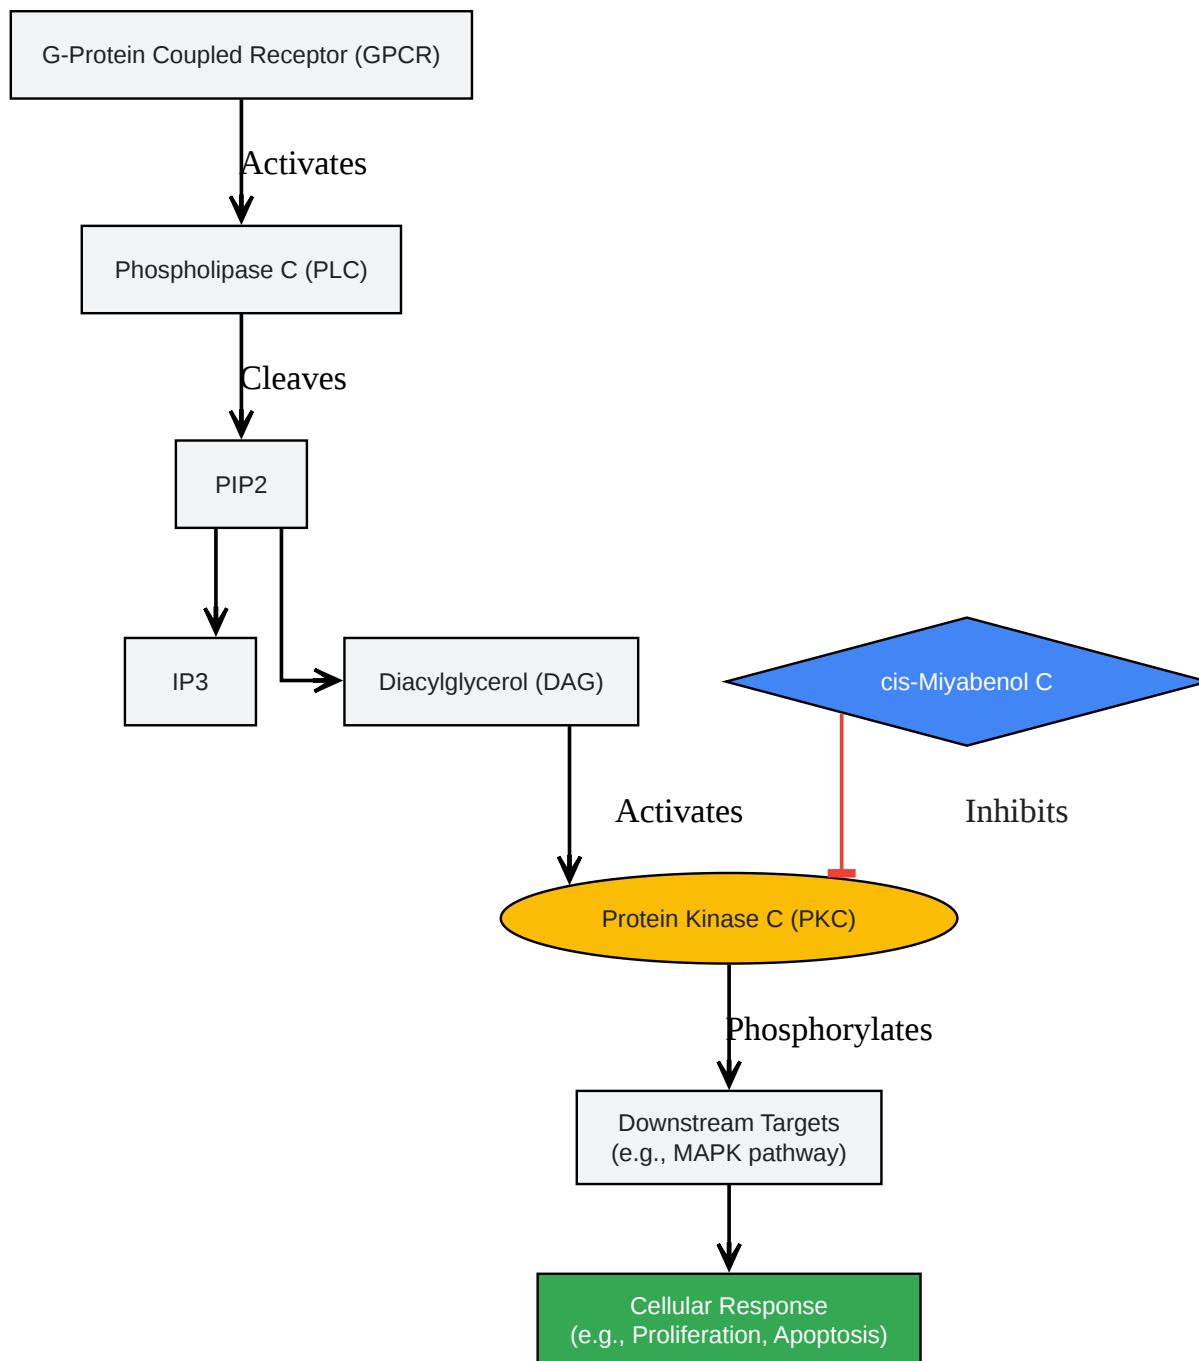 G-Protein Coupled Receptor (GPCR)
Activates
Phospholipase C (PLC)
Cleaves
PIP2
IP3
Diacylglycerol (DAG)
cis-Miyabenol C
Activates
Inhibits
Protein Kinase C (PKC)
Phosphorylates
Downstream Targets
(e.g., MAPK pathway)
Cellular Response
(e.g., Proliferation, Apoptosis)